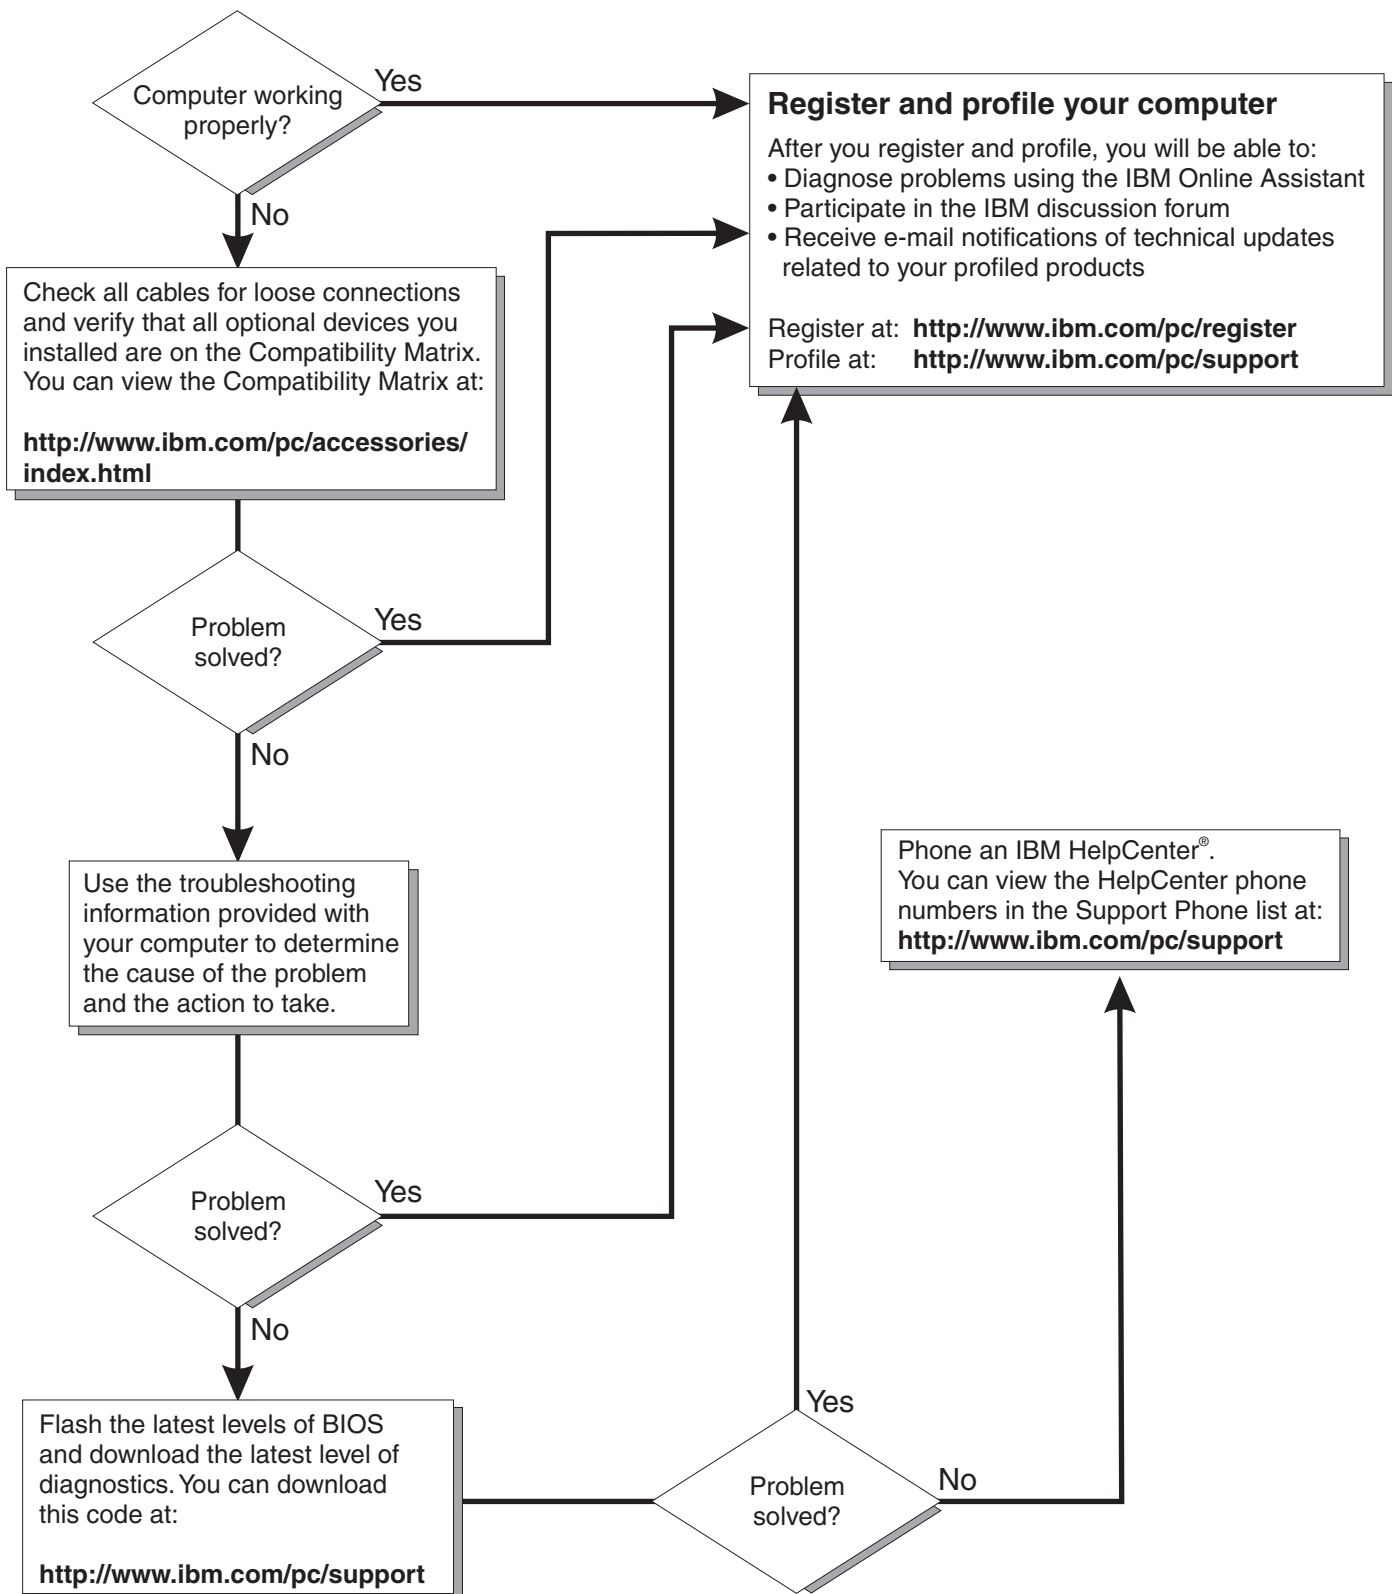 Computer working
properly?
Yes
No
Register and profile your computer
After you register and profile, you will be able to:
• Diagnose problems using the IBM Online Assistant
• Participate in the IBM discussion forum
• Receive e-mail notifications of technical updates
related to your profiled products
Register at: http://www.ibm.com/pc/register
Profile at: http://www.ibm.com/pc/support
Check all cables for loose connections
and verify that all optional devices you
installed are on the Compatibility Matrix.
You can view the Compatibility Matrix at:
http://www.ibm.com/pc/accessories/
index.html
Problem
solved?
Yes
No
Use the troubleshooting
information provided with
your computer to determine
the cause of the problem
and the action to take.
Phone an IBM HelpCenter®.
You can view the HelpCenter phone
numbers in the Support Phone list at:
http://www.ibm.com/pc/support
Problem
solved?
Yes
No
Flash the latest levels of BIOS
and download the latest level of
diagnostics. You can download
this code at:
http://www.ibm.com/pc/support
Problem
solved?
Yes
No